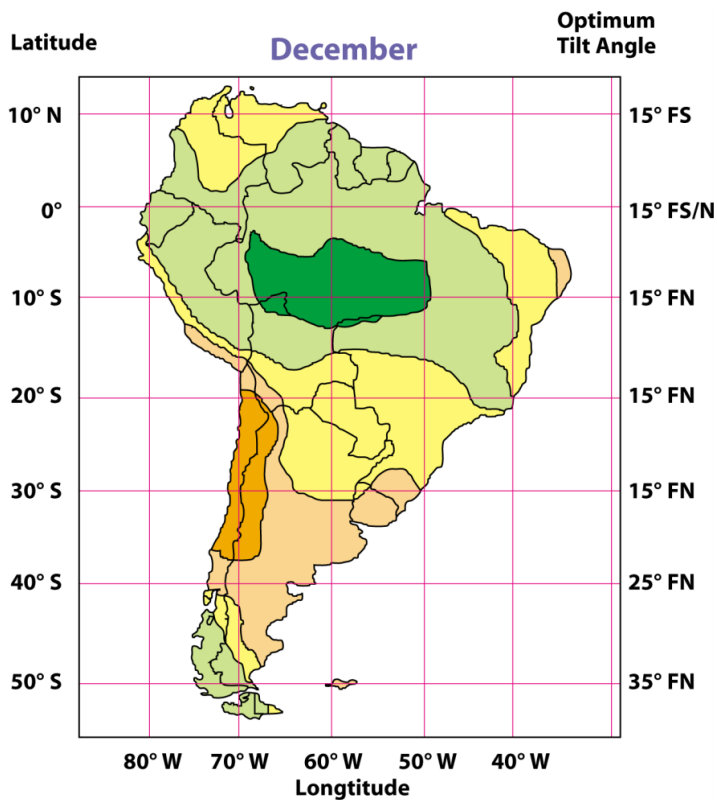 Latitude
December
Optimum
Tilt Angle
10° N
15° FS
0°
15° FS/N
10° S
15° FN
20° S
15° FN
30° S
15° FN
40° S
25° FN
50° S
35° FN
80° W
70° W
60° W
50° W
40° W
Longtitude